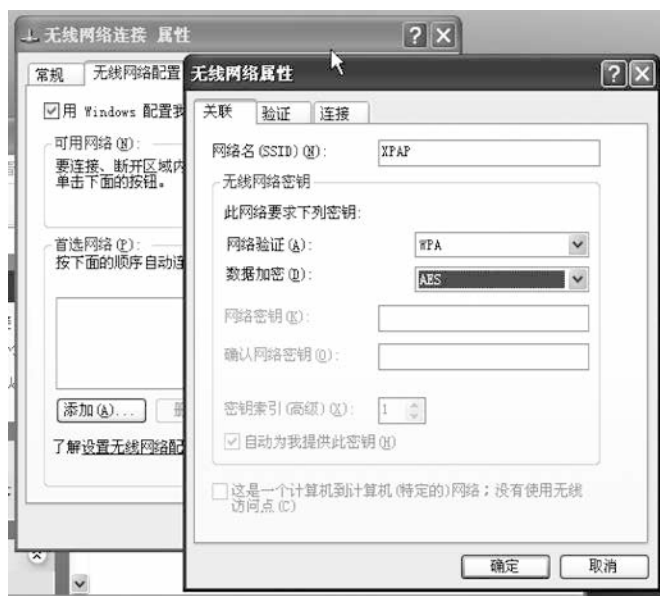 无线网络连接 属性
常规
无线网络配置
用 Windows 配置我
可用网络(N):
要连接、断开区域内
单击下面的按钮。
首选网络(P):
按下面的顺序自动连
添加(A)...
了解设置无线网络配
无线网络属性
关联
验证
连接
网络名(SSID)(N):
XPAP
无线网络密钥
此网络要求下列密钥:
网络验证(A):
WPA
数据加密(D):
AES
网络密钥(K):
确认网络密钥(O):
密钥索引(高级)(X):
1
自动为我提供此密钥(H)
这是一个计算机到计算机(特定的)网络；没有使用无线
访问点(C)
确定
取消